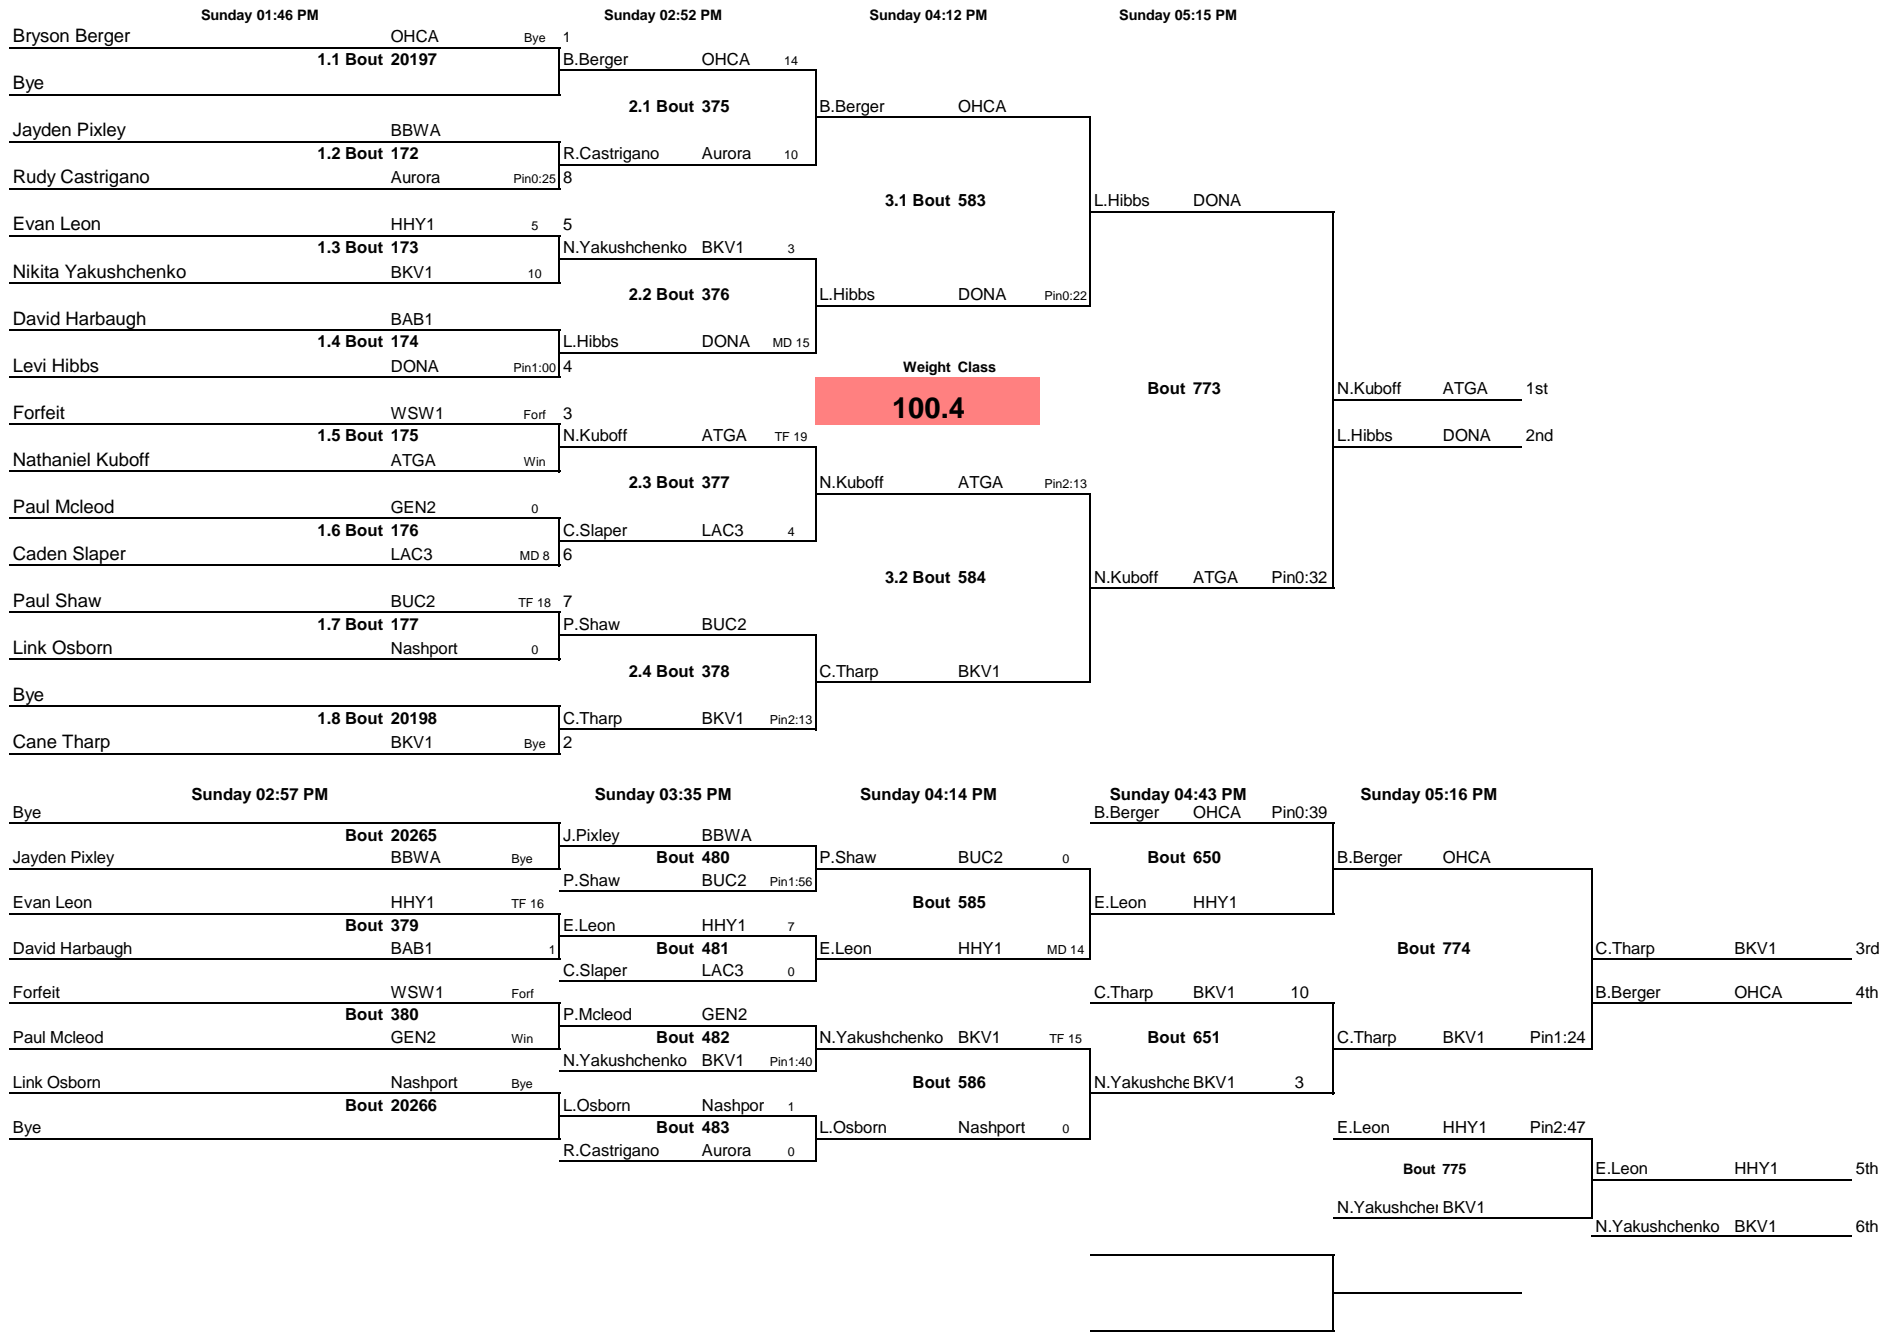 Sunday 01:46 PM Sunday 02:52 PM Sunday 04:12 PM Sunday 05:15 PM
Bryson Berger OHCA Bye 1
1.1 Bout 20197 B.Berger OHCA 14
Bye
2.1 Bout 375 B.Berger OHCA
Jayden Pixley BBWA
1.2 Bout 172 R.Castrigano Aurora 10
Rudy Castrigano Aurora Pin0:25 8
3.1 Bout 583 L.Hibbs DONA
Evan Leon HHY1 5 5
1.3 Bout 173 N.Yakushchenko BKV1 3
Nikita Yakushchenko BKV1 10
2.2 Bout 376 L.Hibbs DONA Pin0:22
David Harbaugh BAB1
1.4 Bout 174 L.Hibbs DONA MD 15
Levi Hibbs DONA Pin1:00 4 Weight Class
Bout 773 N.Kuboff ATGA 1st
Forfeit WSW1 Forf 3 100.4
1.5 Bout 175 N.Kuboff ATGA TF 19 L.Hibbs DONA 2nd
Nathaniel Kuboff ATGA Win
2.3 Bout 377 N.Kuboff ATGA Pin2:13
Paul Mcleod GEN2 0
1.6 Bout 176 C.Slaper LAC3 4
Caden Slaper LAC3 MD 8 6
3.2 Bout 584 N.Kuboff ATGA Pin0:32
Paul Shaw BUC2 TF 18 7
1.7 Bout 177 P.Shaw BUC2
Link Osborn Nashport 0
2.4 Bout 378 C.Tharp BKV1
Bye
1.8 Bout 20198 C.Tharp BKV1 Pin2:13
Cane Tharp BKV1 Bye 2
Sunday 02:57 PM Sunday 03:35 PM Sunday 04:14 PM Sunday 04:43 PM Sunday 05:16 PM
Bye B.Berger OHCA Pin0:39
Bout 20265 J.Pixley BBWA
Jayden Pixley BBWA Bye Bout 480 P.Shaw BUC2 0 Bout 650 B.Berger OHCA
P.Shaw BUC2 Pin1:56
Evan Leon HHY1 TF 16 Bout 585 E.Leon HHY1
Bout 379 E.Leon HHY1 7
David Harbaugh BAB1 1 Bout 481 E.Leon HHY1 MD 14 Bout 774 C.Tharp BKV1 3rd
C.Slaper LAC3 0
Forfeit WSW1 Forf C.Tharp BKV1 10 B.Berger OHCA 4th
Bout 380 P.Mcleod GEN2
Paul Mcleod GEN2 Win Bout 482 N.Yakushchenko BKV1 TF 15 Bout 651 C.Tharp BKV1 Pin1:24
N.Yakushchenko BKV1 Pin1:40
Link Osborn Nashport Bye Bout 586 N.Yakushche BKV1 3
Bout 20266 L.Osborn Nashpor 1
Bye Bout 483 L.Osborn Nashport 0 E.Leon HHY1 Pin2:47
R.Castrigano Aurora 0
Bout 775 E.Leon HHY1 5th
N.Yakushche BKV1
N.Yakushchenko BKV1 6th